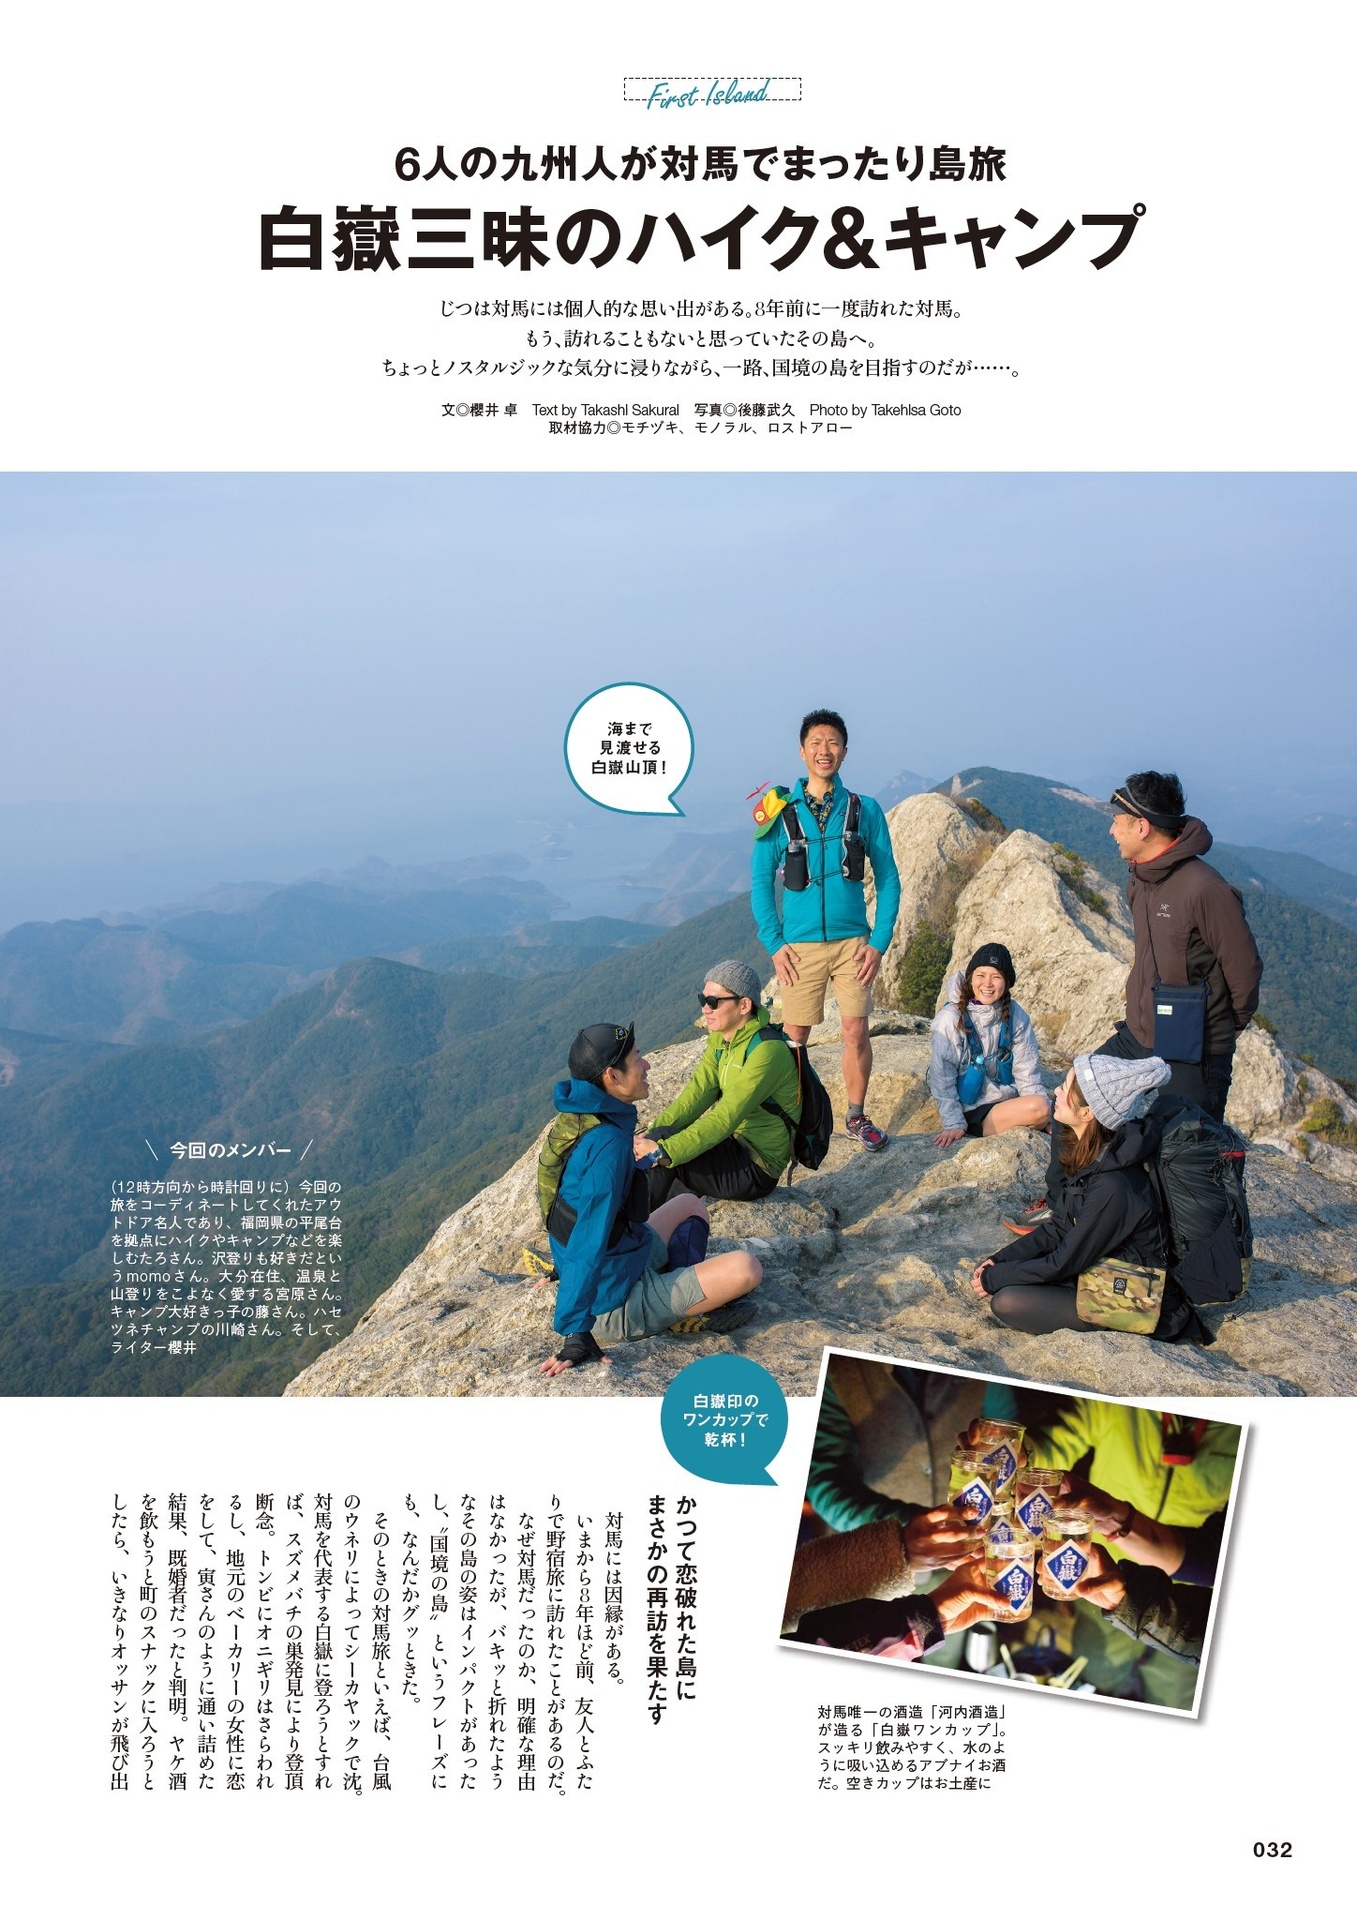 First Island
6人の九州人が対馬でまったり島旅
白嶽三昧のハイク&キャンプ
じつは対馬には個人的な思い出がある。8年前に一度訪れた対馬。
もう、訪れることもないと思っていたその島へ。
ちょっとノスタルジックな気分に浸りながら、一路、国境の島を目指すのだが……。
文◎櫻井 卓　Text by Takashi Sakurai　写真◎後藤武久　Photo by Takehisa Goto
取材協力◎モチヅキ、モノラル、ロストアロー
海まで
見渡せる
白嶽山頂！
今回のメンバー
（12時方向から時計回りに）今回の
旅をコーディネートしてくれたアウ
トドア名人であり、福岡県の平尾台
を拠点にハイクやキャンプなどを楽
しむたろさん。沢登りも好きだとい
うmomoさん。大分在住、温泉と
山登りをこよなく愛する宮原さん。
キャンプ大好きっ子の藤さん。ハセ
ツネチャンプの川崎さん。そして、
ライター櫻井
白嶽印の
ワンカップで
乾杯！
白嶽
白嶽
白嶽
白嶽
白嶽
対馬唯一の酒造「河内酒造」
が造る「白嶽ワンカップ」。
スッキリ飲みやすく、水のよ
うに吸い込めるアブナイお酒
だ。空きカップはお土産に
かつて恋破れた島に
まさかの再訪を果たす
対馬には因縁がある。
いまから8年ほど前、友人とふた
りで野宿旅に訪れたことがあるのだ。
なぜ対馬だったのか、明確な理由
はなかったが、バキッと折れたよう
なその島の姿はインパクトがあった
し、〝国境の島〟というフレーズに
も、なんだかグッときた。
そのときの対馬旅といえば、台風
のウネリによってシーカヤックで沈。
対馬を代表する白嶽に登ろうとすれ
ば、スズメバチの巣発見により登頂
断念。トンビにオニギリはさらわれ
るし、地元のベーカリーの女性に恋
をして、寅さんのように通い詰めた
結果、既婚者だったと判明。ヤケ酒
を飲もうと町のスナックに入ろうと
したら、いきなりオッサンが飛び出
032